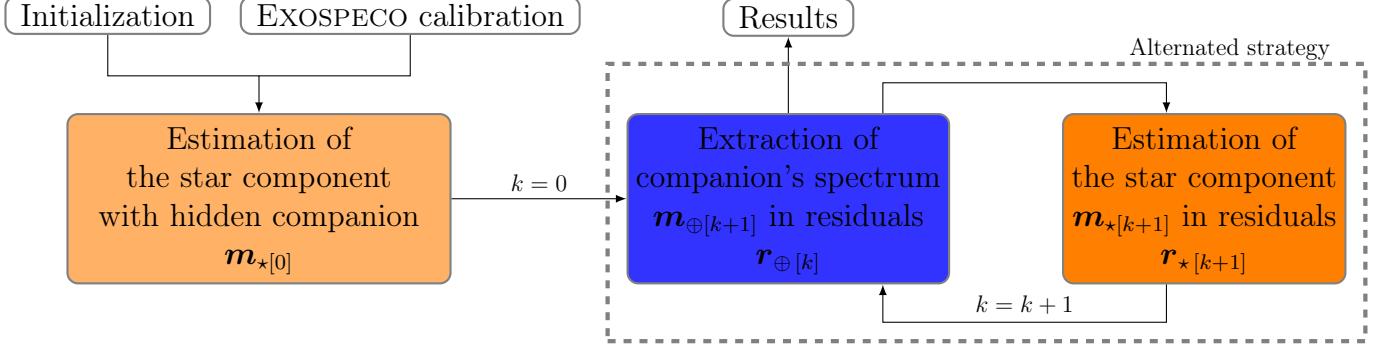 Initialization
EXOSPECO calibration
Results
Alternated strategy
Estimation of
the star component
with hidden companion
m⋆[0]
k = 0
Extraction of
companion's spectrum
m⊕[k+1] in residuals
r⊕[k]
Estimation of
the star component
m⋆[k+1] in residuals
r⋆[k+1]
k = k + 1